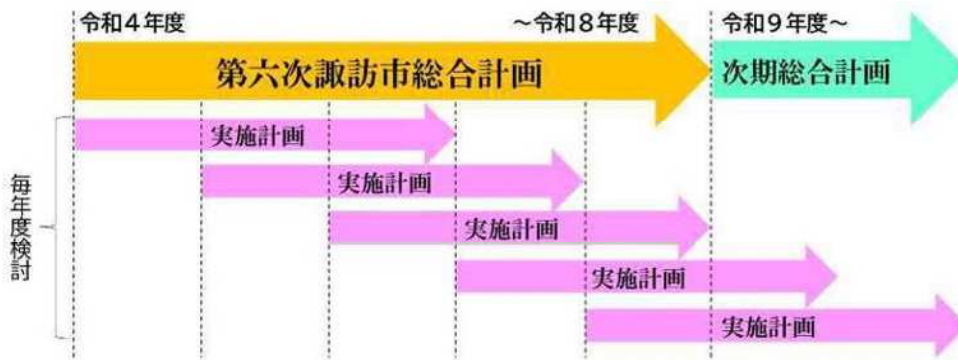 令和4年度
～令和8年度
令和9年度～
第六次諏訪市総合計画
次期総合計画
毎年度検討
実施計画
実施計画
実施計画
実施計画
実施計画